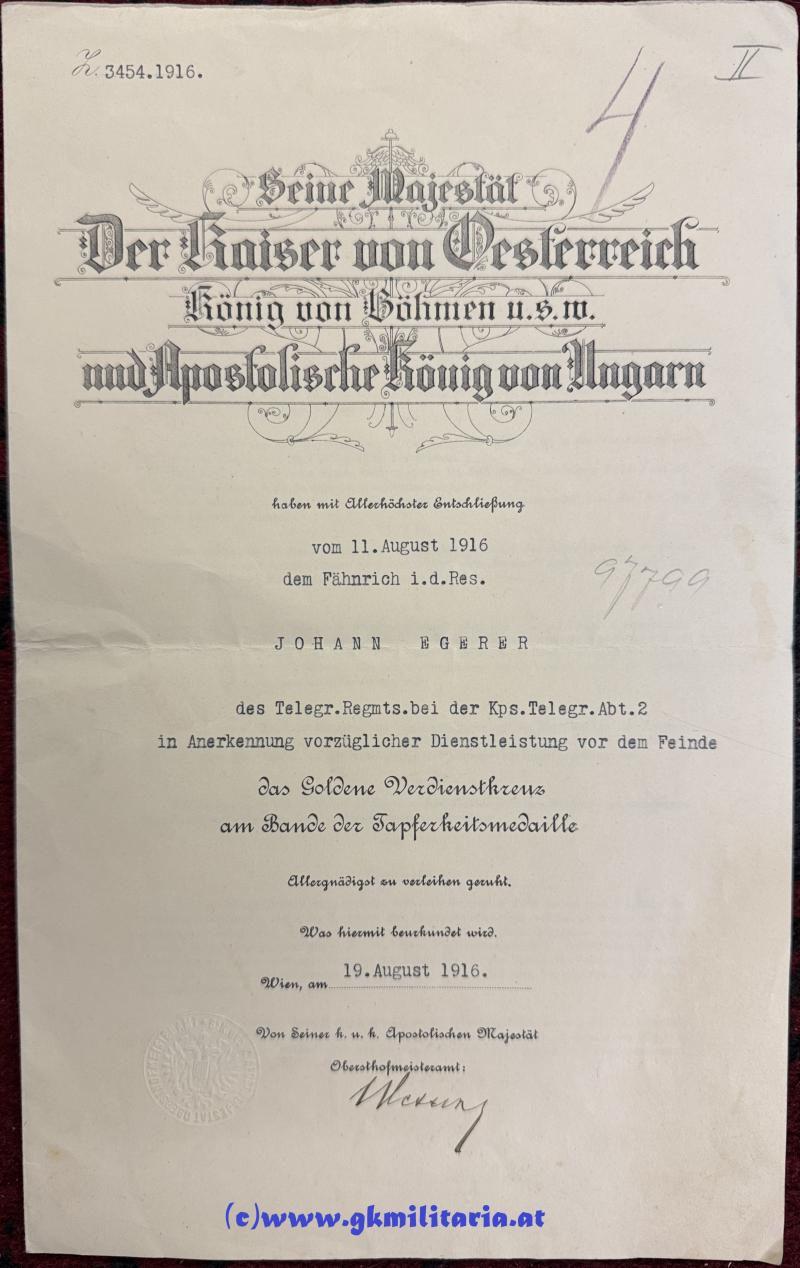 Z. 3454.1916.
4
II
Seine Majestät
Der Kaiser von Oesterreich
König von Böhmen u.s.w.
und Apostolische König von Ungarn
haben mit Allerhöchster Entschließung
vom 11.August 1916
dem Fähnrich i.d.Res.
97799
JOHANN EGERER
des Telegr.Regmts.bei der Kps.Telegr.Abt.2
in Anerkennung vorzüglicher Dienstleistung vor dem Feinde
das Goldene Verdienstkreuz
am Bande der Tapferkeitsmedaille
Allergnädigst zu verleihen geruht.
Was hiermit beurkundet wird.
Wien, am 19.August 1916.
Von Seiner k. u. k. Apostolischen Majestät
Obersthofmeisteramt:
(c)www.gkmilitaria.at